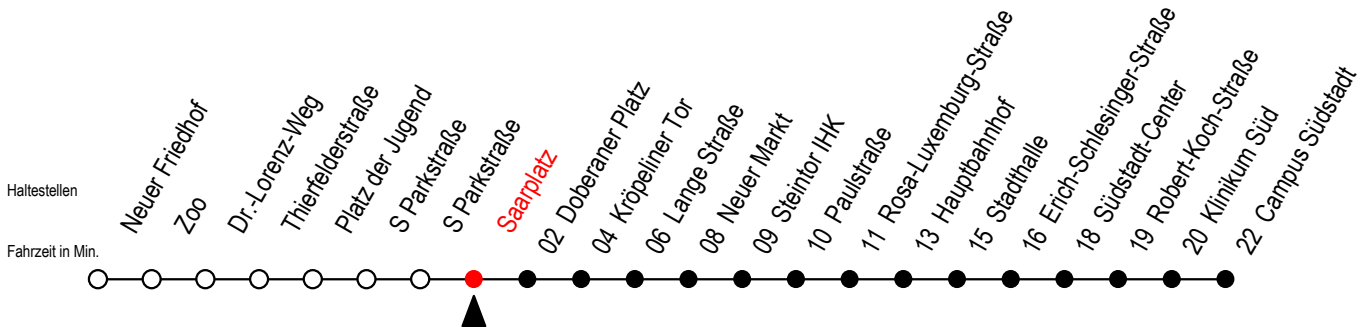 Haltestellen
Fahrzeit in Min.
Neuer Friedhof
Zoo
Dr.-Lorenz-Weg
Thierfelderstraße
Platz der Jugend
S Parkstraße
S Parkstraße
Saarplatz
02 Doberaner Platz
04 Kröpeliner Tor
06 Lange Straße
08 Neuer Markt
09 Steintor IHK
10 Paulstraße
11 Rosa-Luxemburg-Straße
13 Hauptbahnhof
15 Stadthalle
16 Erich-Schlesinger-Straße
18 Südstadt-Center
19 Robert-Koch-Straße
20 Klinikum Süd
22 Campus Südstadt